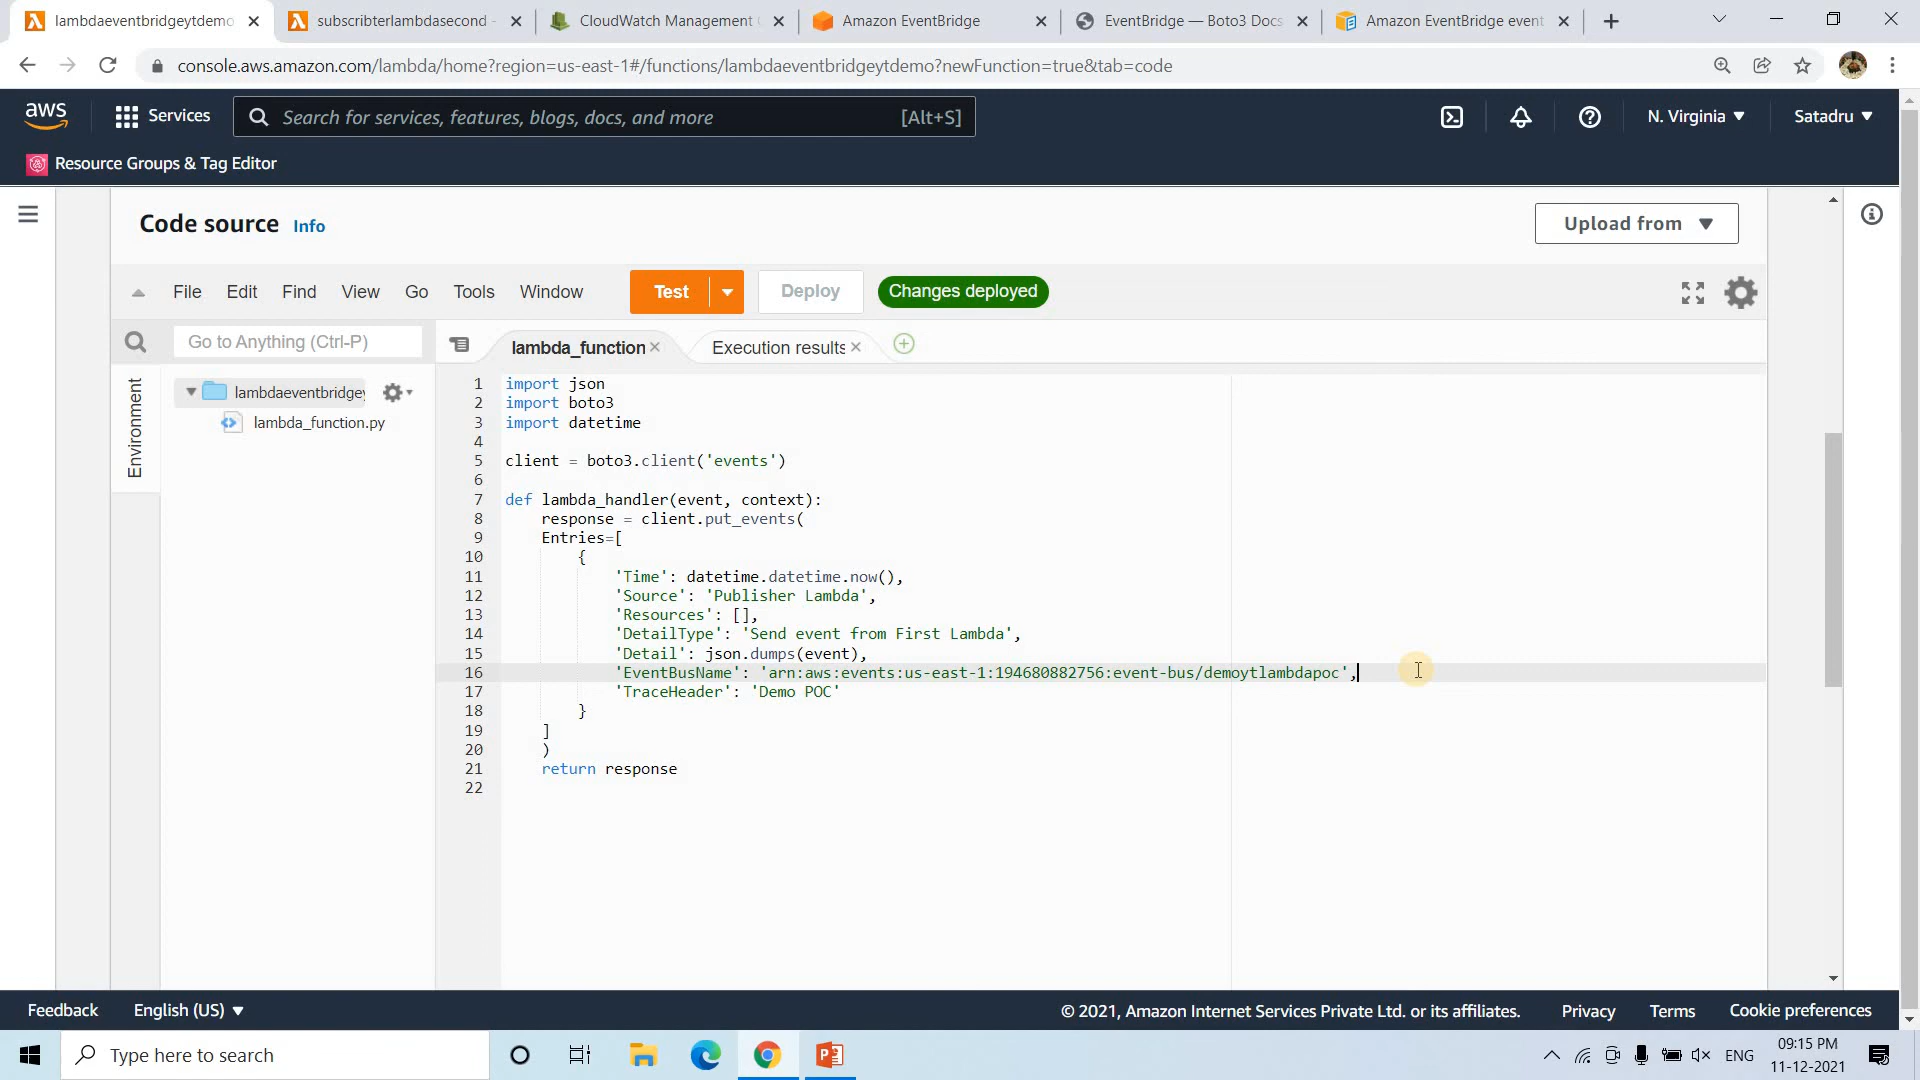 lambdaeventbridgeytdemo
subscribterlambdasecond -
CloudWatch Management C
Amazon EventBridge
EventBridge — Boto3 Docs
Amazon EventBridge event
console.aws.amazon.com/lambda/home?region=us-east-1#/functions/lambdaeventbridgeytdemo?newFunction=true&tab=code
aws
Services
Search for services, features, blogs, docs, and more
[Alt+S]
N. Virginia
Satadru
Resource Groups & Tag Editor
Code source
Info
Upload from
File Edit Find View Go Tools Window
Test
Deploy
Changes deployed
Go to Anything (Ctrl-P)
lambda_function
Execution results
Environment
lambdaeventbridgey
lambda_function.py
1 import json
2 import boto3
3 import datetime
4
5 client = boto3.client('events')
6
7 def lambda_handler(event, context):
8 response = client.put_events(
9 Entries=[
10 {
11 'Time': datetime.datetime.now(),
12 'Source': 'Publisher Lambda',
13 'Resources': [],
14 'DetailType': 'Send event from First Lambda',
15 'Detail': json.dumps(event),
16 'EventBusName': 'arn:aws:events:us-east-1:194680882756:event-bus/demoytlambdapoc',
17 'TraceHeader': 'Demo POC'
18 }
19 ]
20 )
21 return response
22
Feedback
English (US)
© 2021, Amazon Internet Services Private Ltd. or its affiliates.
Privacy
Terms
Cookie preferences
Type here to search
ENG
09:15 PM
11-12-2021